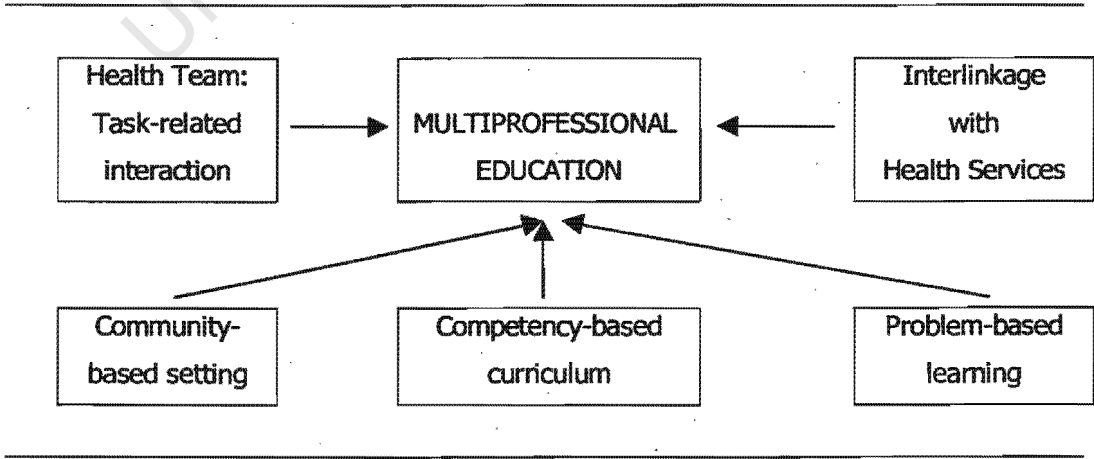 Health Team:
Task-related
interaction
MULTIPROFESSIONAL
EDUCATION
Interlinkage
with
Health Services
Community-
based setting
Competency-based
curriculum
Problem-based
learning